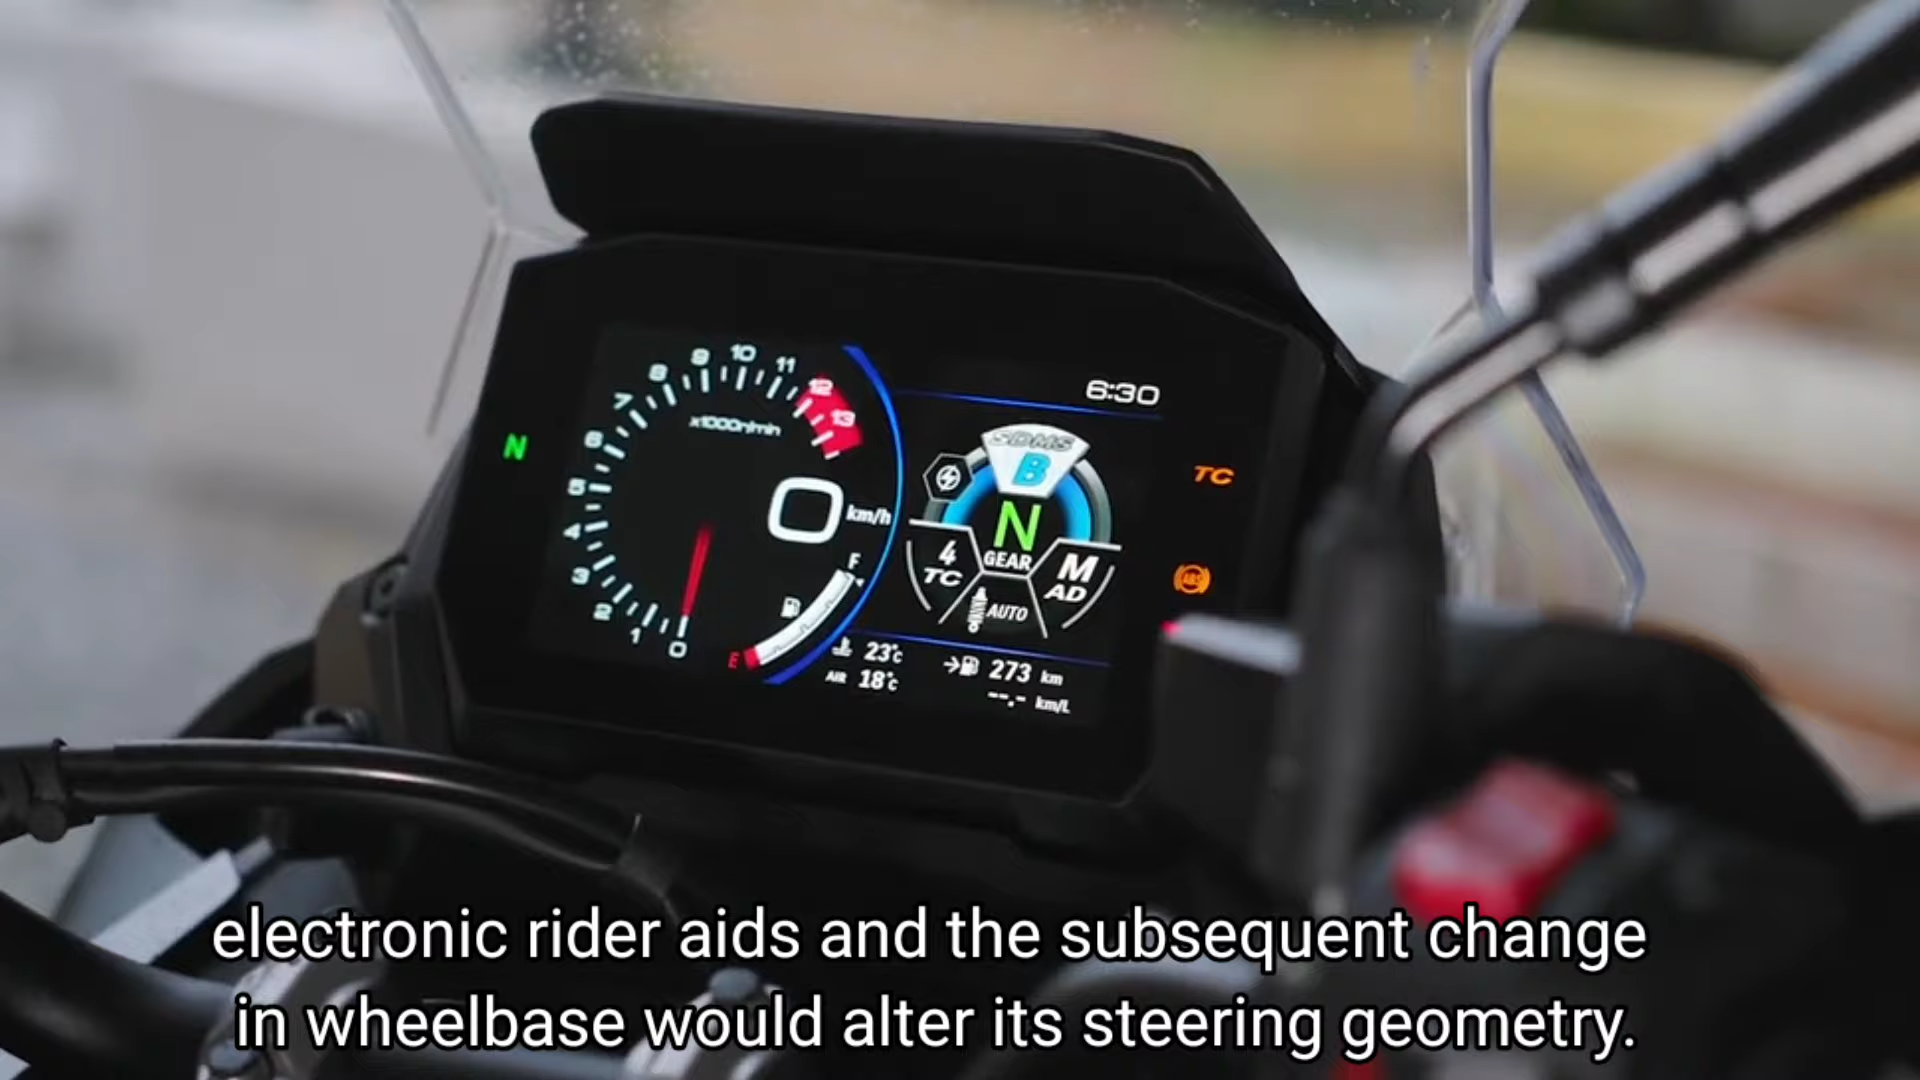 10
9
11
8
12
7
13
x1000r/min
6
5
4
3
2
1
0
N
0 km/h
F
E
6:30
SDMS
B
N
GEAR
4
TC
M
AD
AUTO
TC
ABS
23°C
AIR 18°C
273 km
--.- km/L
electronic rider aids and the subsequent change
in wheelbase would alter its steering geometry.